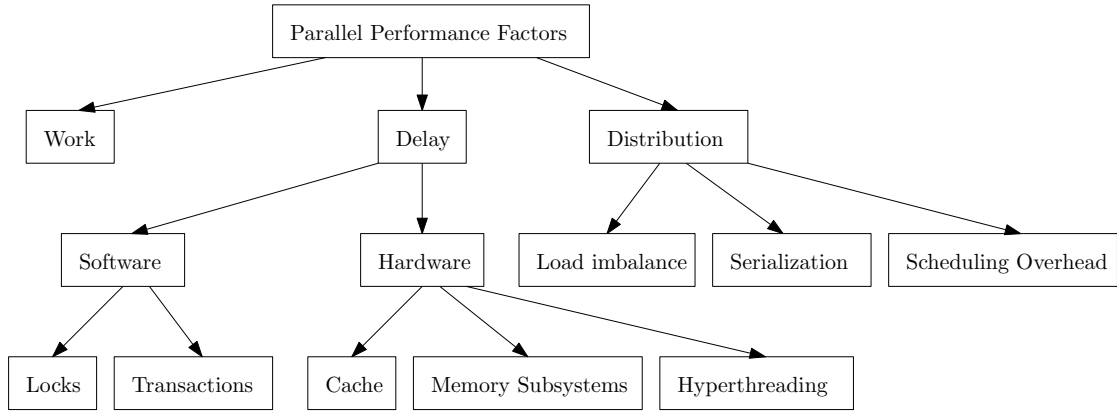 Parallel Performance Factors
Work
Delay
Distribution
Software
Hardware
Load imbalance
Serialization
Scheduling Overhead
Locks
Transactions
Cache
Memory Subsystems
Hyperthreading